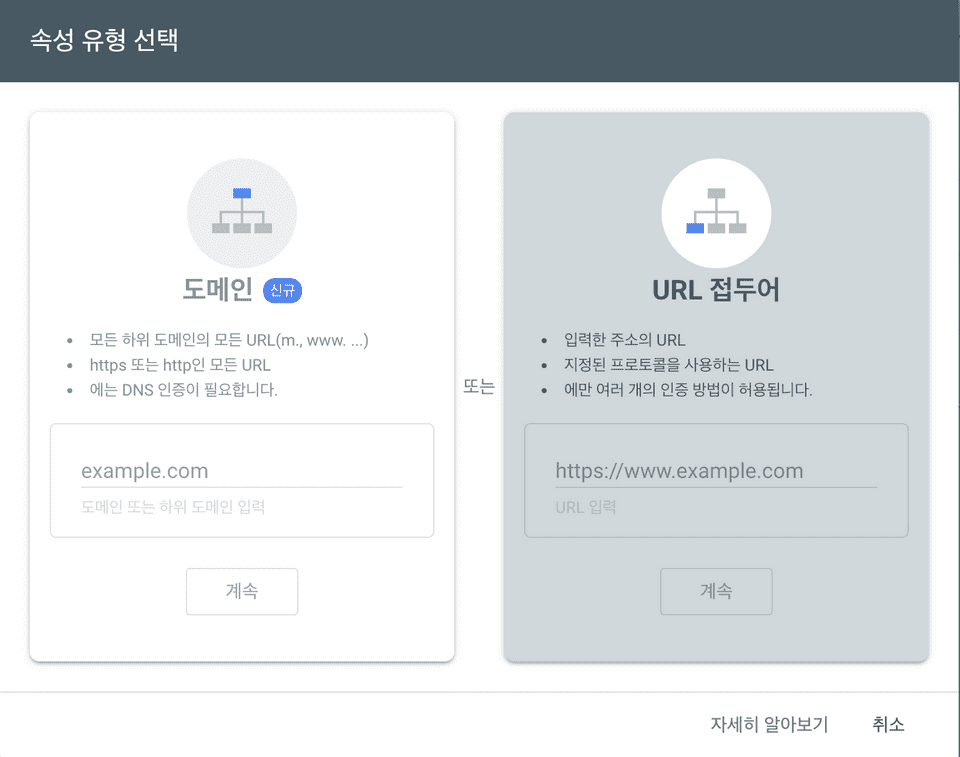 속성 유형 선택
도메인 신규
모든 하위 도메인의 모든 URL(m., www. ...)
https 또는 http인 모든 URL
에는 DNS 인증이 필요합니다.
example.com
도메인 또는 하위 도메인 입력
계속
또는
URL 접두어
입력한 주소의 URL
지정된 프로토콜을 사용하는 URL
에만 여러 개의 인증 방법이 허용됩니다.
https://www.example.com
URL 입력
계속
자세히 알아보기
취소